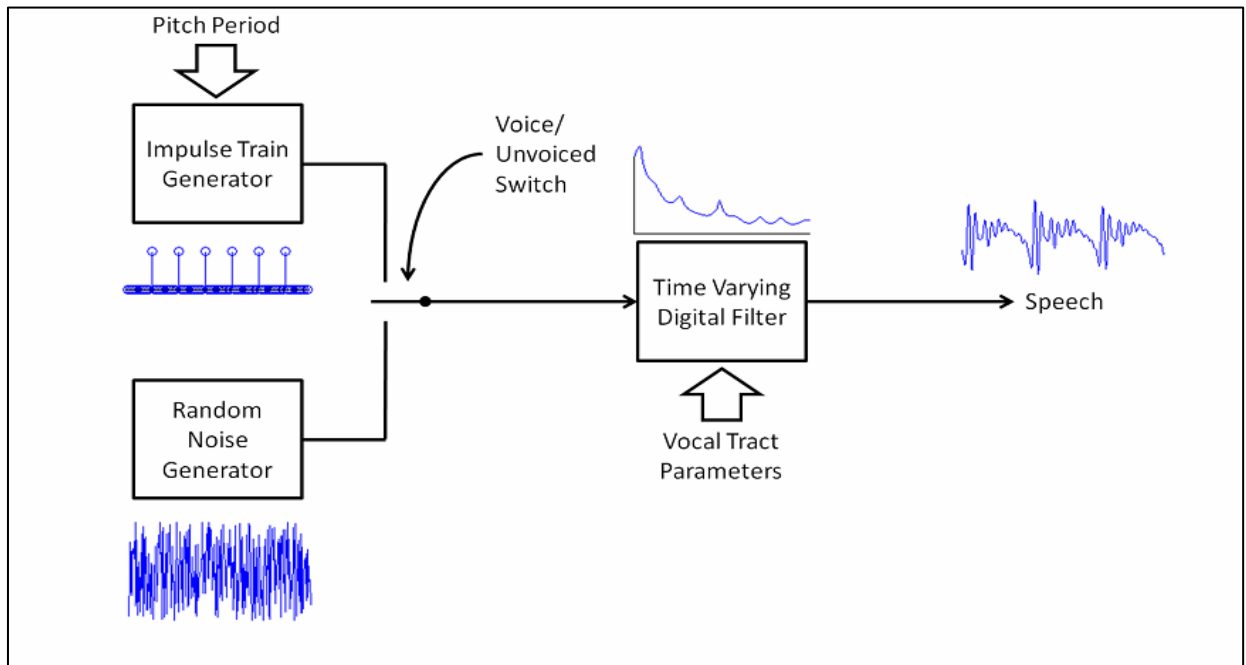 Pitch Period
Impulse Train
Generator
Voice/
Unvoiced
Switch
Time Varying
Digital Filter
Speech
Random
Noise
Generator
Vocal Tract
Parameters